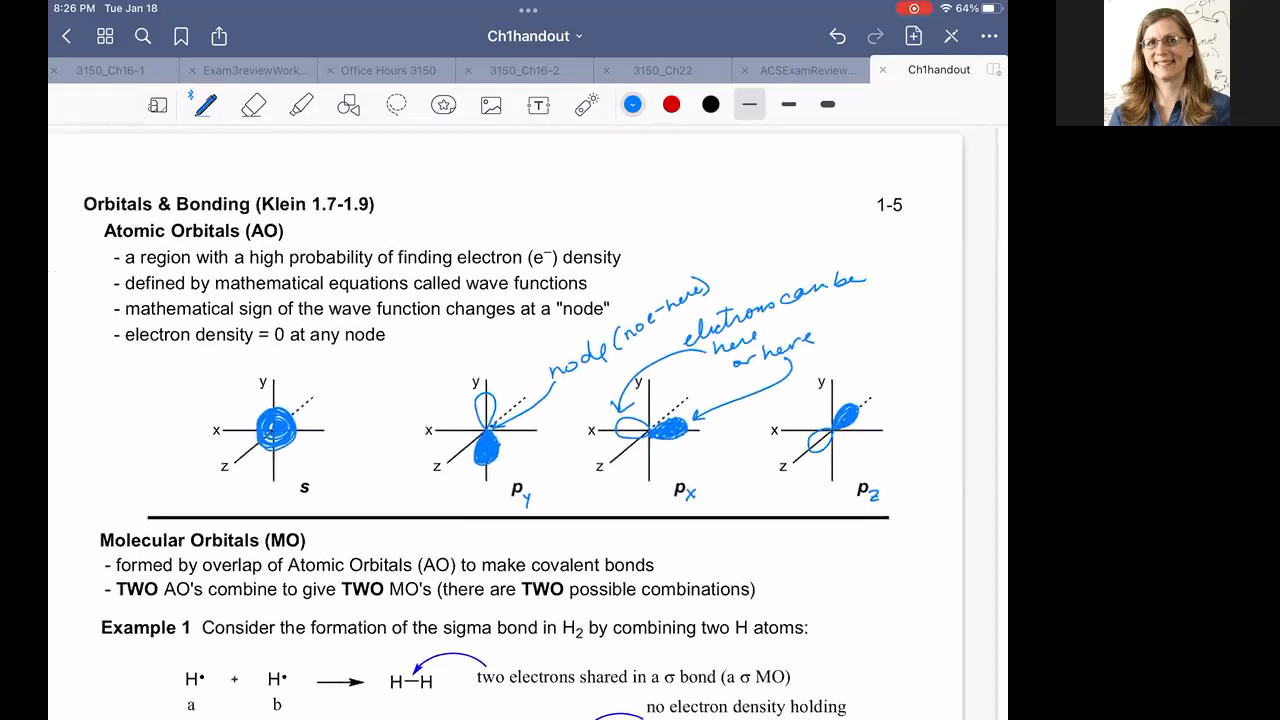 8:26 PM Tue Jan 18
64%
Ch1handout
3150_Ch16-1
Exam3reviewWork...
Office Hours 3150
3150_Ch16-2
3150_Ch22
ACSExamReview...
Ch1handout
Orbitals & Bonding (Klein 1.7-1.9)
1-5
Atomic Orbitals (AO)
- a region with a high probability of finding electron (e⁻) density
- defined by mathematical equations called wave functions
- mathematical sign of the wave function changes at a "node"
- electron density = 0 at any node
node (no e- here)
electrons can be
here
or here
y x z s
y x z p y
y x z p x
y x z p z
Molecular Orbitals (MO)
- formed by overlap of Atomic Orbitals (AO) to make covalent bonds
- TWO AO's combine to give TWO MO's (there are TWO possible combinations)
Example 1 Consider the formation of the sigma bond in H₂ by combining two H atoms:
H• + H• H–H two electrons shared in a σ bond (a σ MO)
a b no electron density holding